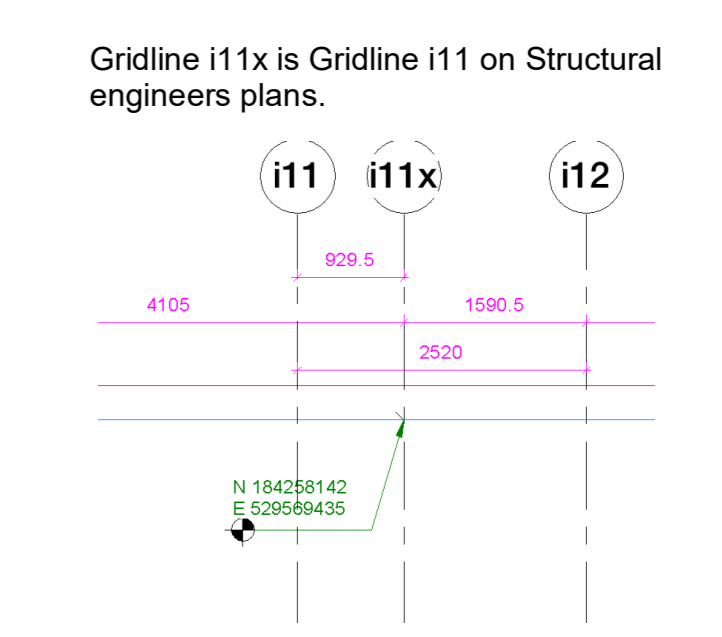 Gridline i11x is Gridline i11 on Structural
engineers plans.
i11 i11x i12
929.5
4105 1590.5
2520
N 184258142
E 529569435